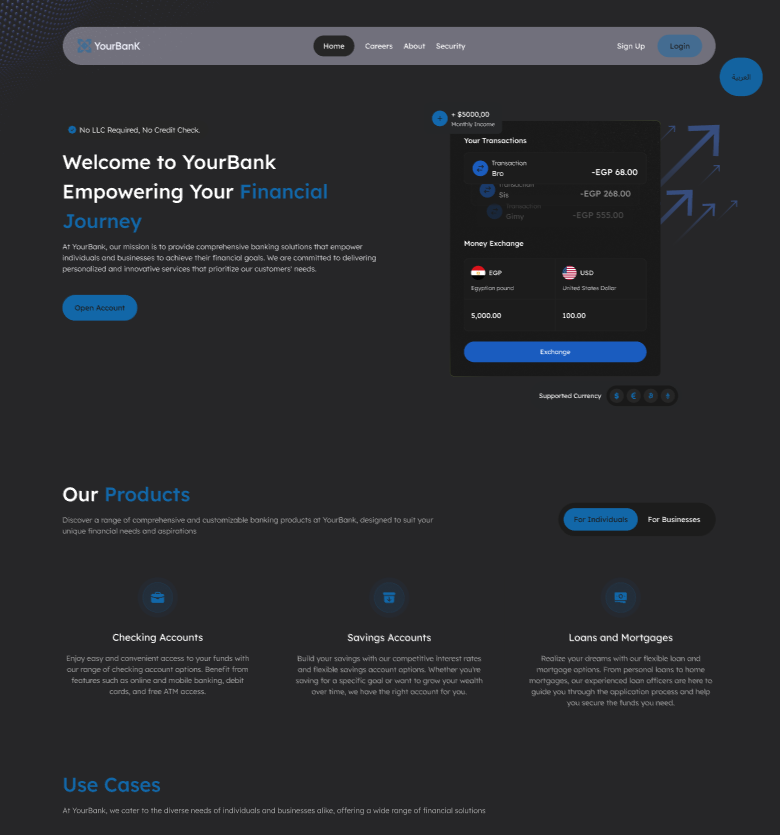 YourBanK
Home
Careers
About
Security
Sign Up
Login
العربية
No LLC Required, No Credit Check.
Welcome to YourBank
Empowering Your Financial
Journey
At YourBank, our mission is to provide comprehensive banking solutions that empower
individuals and businesses to achieve their financial goals. We are committed to delivering
personalized and innovative services that prioritize our customers' needs.
Open Account
+ $5000,00
Monthly Income
Your Transactions
Transaction
Bro
-EGP 68.00
Transaction
Sis
-EGP 268.00
Transaction
Gimy
-EGP 555.00
Money Exchange
EGP
USD
Egyption pound
United States Dollar
5,000.00
100.00
Exchange
Supported Currency
Our Products
Discover a range of comprehensive and customizable banking products at YourBank, designed to suit your
unique financial needs and aspirations
For Individuals
For Businesses
Checking Accounts
Enjoy easy and convenient access to your funds with
our range of checking account options. Benefit from
features such as online and mobile banking, debit
cards, and free ATM access.
Savings Accounts
Build your savings with our competitive interest rates
and flexible savings account options. Whether you're
saving for a specific goal or want to grow your wealth
over time, we have the right account for you.
Loans and Mortgages
Realize your dreams with our flexible loan and
mortgage options. From personal loans to home
mortgages, our experienced loan officers are here to
guide you through the application process and help
you secure the funds you need.
Use Cases
At YourBank, we cater to the diverse needs of individuals and businesses alike, offering a wide range of financial solutions